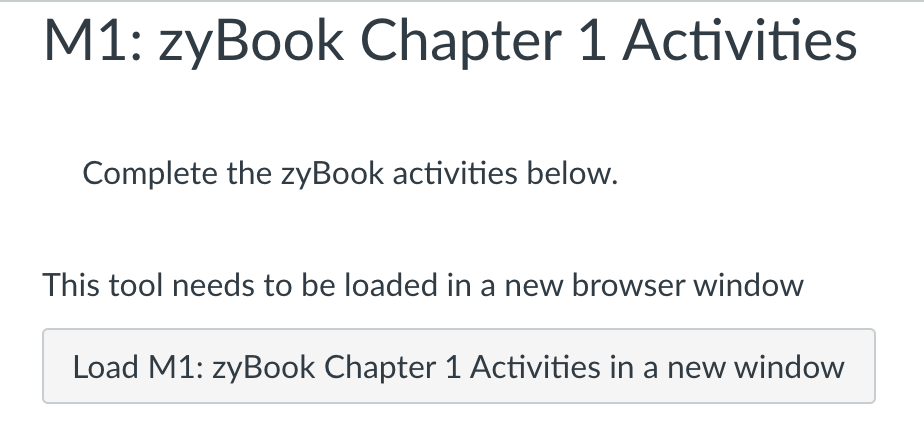 M1: zyBook Chapter 1 Activities
Complete the zyBook activities below.
This tool needs to be loaded in a new browser window
Load M1: zyBook Chapter 1 Activities in a new window